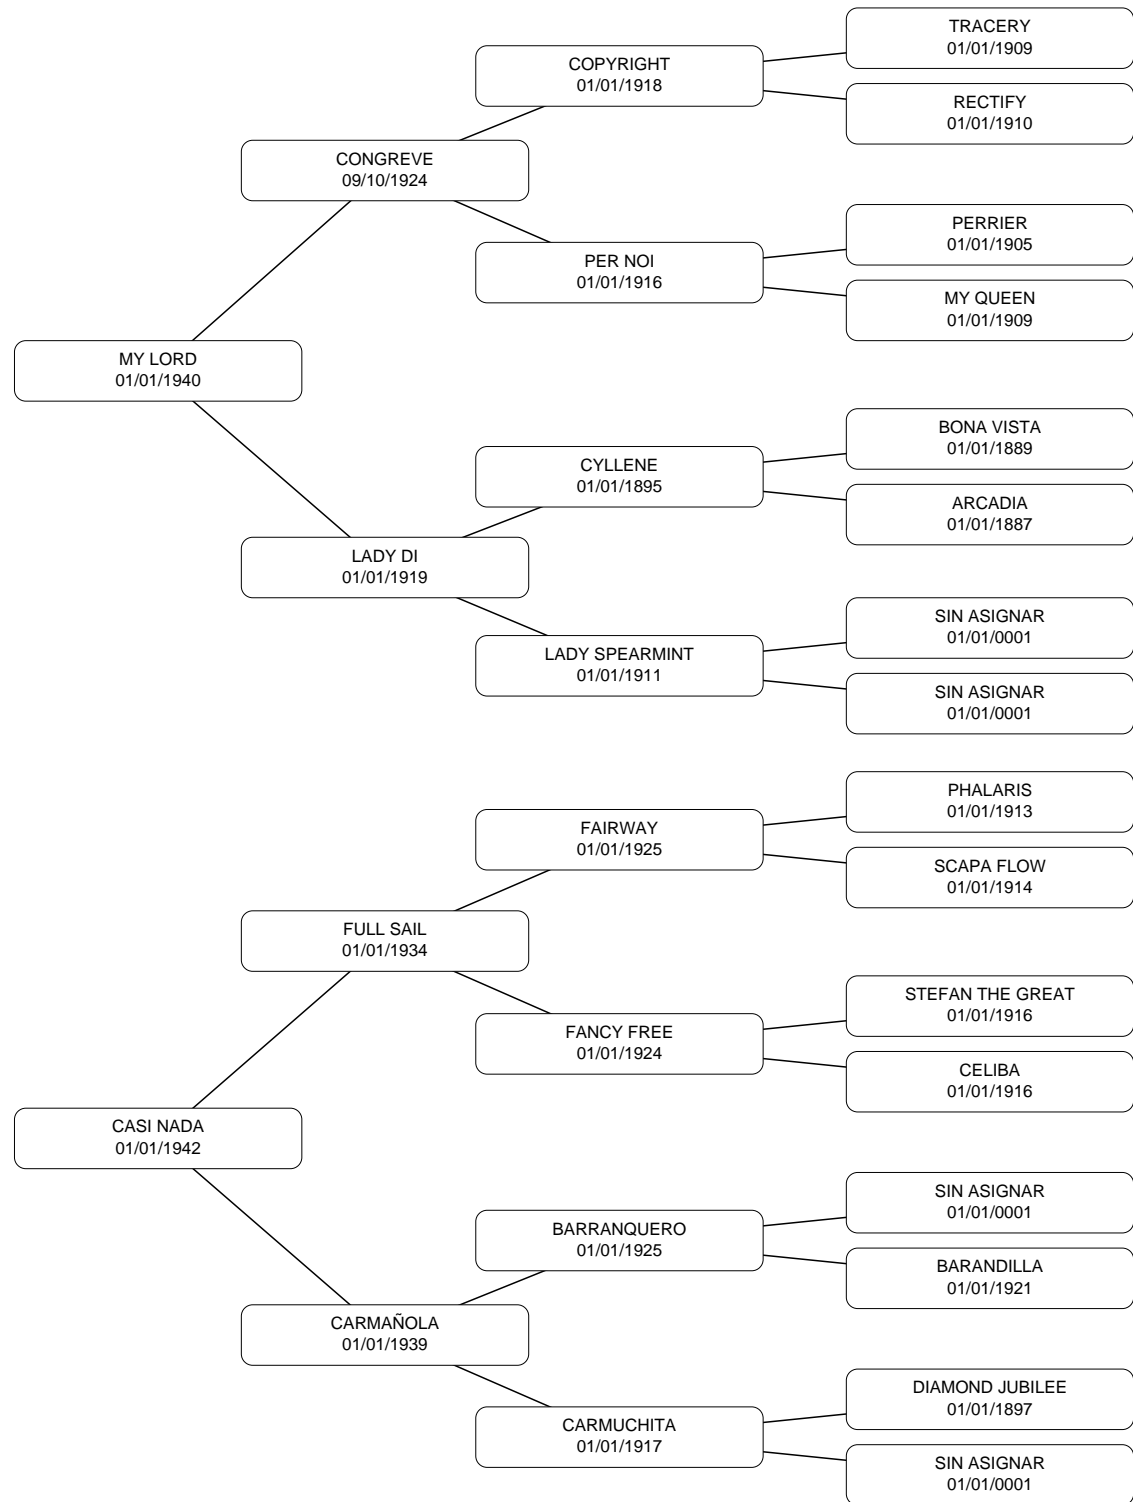 TRACERY
01/01/1909
COPYRIGHT
01/01/1918
RECTIFY
01/01/1910
CONGREVE
09/10/1924
PERRIER
01/01/1905
PER NOI
01/01/1916
MY QUEEN
01/01/1909
MY LORD
01/01/1940
BONA VISTA
01/01/1889
CYLLENE
01/01/1895
ARCADIA
01/01/1887
LADY DI
01/01/1919
SIN ASIGNAR
01/01/0001
LADY SPEARMINT
01/01/1911
SIN ASIGNAR
01/01/0001
PHALARIS
01/01/1913
FAIRWAY
01/01/1925
SCAPA FLOW
01/01/1914
FULL SAIL
01/01/1934
STEFAN THE GREAT
01/01/1916
FANCY FREE
01/01/1924
CELIBA
01/01/1916
CASI NADA
01/01/1942
SIN ASIGNAR
01/01/0001
BARRANQUERO
01/01/1925
BARANDILLA
01/01/1921
CARMAÑOLA
01/01/1939
DIAMOND JUBILEE
01/01/1897
CARMUCHITA
01/01/1917
SIN ASIGNAR
01/01/0001